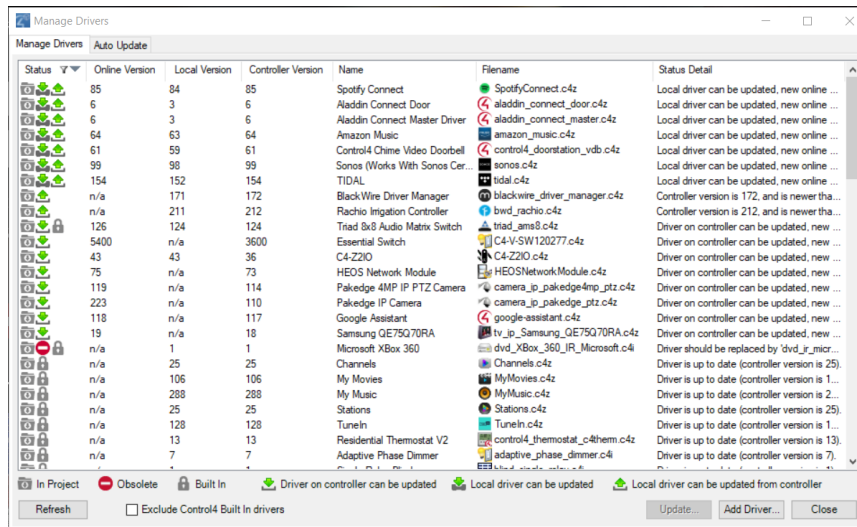 Manage Drivers
Manage Drivers Auto Update
Status Online Version Local Version Controller Version Name Filename Status Detail
85 84 85 Spotify Connect SpotifyConnect.c4z Local driver can be updated, new online ...
6 3 6 Aladdin Connect Door aladdin_connect_door.c4z Local driver can be updated, new online ...
6 3 6 Aladdin Connect Master Driver aladdin_connect_master.c4z Local driver can be updated, new online ...
64 63 64 Amazon Music amazon_music.c4z Local driver can be updated, new online ...
61 59 61 Control4 Chime Video Doorbell control4_doorstation_vdb.c4z Local driver can be updated, new online ...
99 98 99 Sonos (Works With Sonos Cer... sonos.c4z Local driver can be updated, new online ...
154 152 154 TIDAL tidal.c4z Local driver can be updated, new online ...
n/a 171 172 BlackWire Driver Manager blackwire_driver_manager.c4z Controller version is 172, and is newer tha...
n/a 211 212 Rachio Irrigation Controller bwd_rachio.c4z Controller version is 212, and is newer tha...
126 124 124 Triad 8x8 Audio Matrix Switch triad_ams8.c4z Driver on controller can be updated, new ...
5400 n/a 3600 Essential Switch C4-V-SW120277.c4z Driver on controller can be updated, new ...
43 43 36 C4-Z2IO C4-Z2IO.c4z Driver on controller can be updated, new ...
75 n/a 73 HEOS Network Module HEOSNetworkModule.c4z Driver on controller can be updated, new ...
119 n/a 114 Pakedge 4MP IP PTZ Camera camera_ip_pakedge4mp_ptz.c4z Driver on controller can be updated, new ...
223 n/a 110 Pakedge IP Camera camera_ip_pakedge_ptz.c4z Driver on controller can be updated, new ...
118 n/a 117 Google Assistant google-assistant.c4z Driver on controller can be updated, new ...
19 n/a 18 Samsung QE75Q70RA tv_ip_Samsung_QE75Q70RA.c4z Driver on controller can be updated, new ...
n/a 1 1 Microsoft XBox 360 dvd_XBox_360_IR_Microsoft.c4i Driver should be replaced by 'dvd_ir_micr...
n/a 25 25 Channels Channels.c4z Driver is up to date (controller version is 25).
n/a 106 106 My Movies MyMovies.c4z Driver is up to date (controller version is 1...
n/a 288 288 My Music MyMusic.c4z Driver is up to date (controller version is 2...
n/a 25 25 Stations Stations.c4z Driver is up to date (controller version is 25).
n/a 128 128 TuneIn TuneIn.c4z Driver is up to date (controller version is 1...
n/a 13 13 Residential Thermostat V2 control4_thermostat_c4therm.c4z Driver is up to date (controller version is 13).
n/a 7 7 Adaptive Phase Dimmer adaptive_phase_dimmer.c4i Driver is up to date (controller version is 7).
In Project Obsolete Built In Driver on controller can be updated Local driver can be updated Local driver can be updated from controller
Refresh Exclude Control4 Built In drivers Update... Add Driver... Close